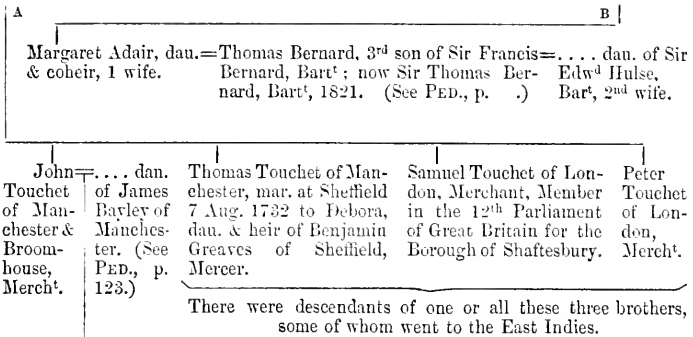 A B
Margaret Adair, dau.=Thomas Bernard, 3rd son of Sir Francis=.... dau. of Sir
& coheir, 1 wife. Bernard, Bartt; now Sir Thomas Ber- Edwd Hulse,
nard, Bartt, 1821. (See PED., p. .) Bart, 2nd wife.
John=.... dan.
Touchet of James
of Man- Bayley of
chester & Manches-
Broom- ter. (See
house, PED., p.
Mercht. 123.)
Thomas Touchet of Man-
chester, mar. at Sheffield
7 Aug. 1732 to Debora,
dau. & heir of Benjamin
Greaves of Sheffield,
Mercer.
Samuel Touchet of Lon-
don, Merchant, Member
in the 12th Parliament
of Great Britain for the
Borough of Shaftesbury.
Peter
Touchet
of Lon-
don,
Mercht.
There were descendants of one or all these three brothers,
some of whom went to the East Indies.